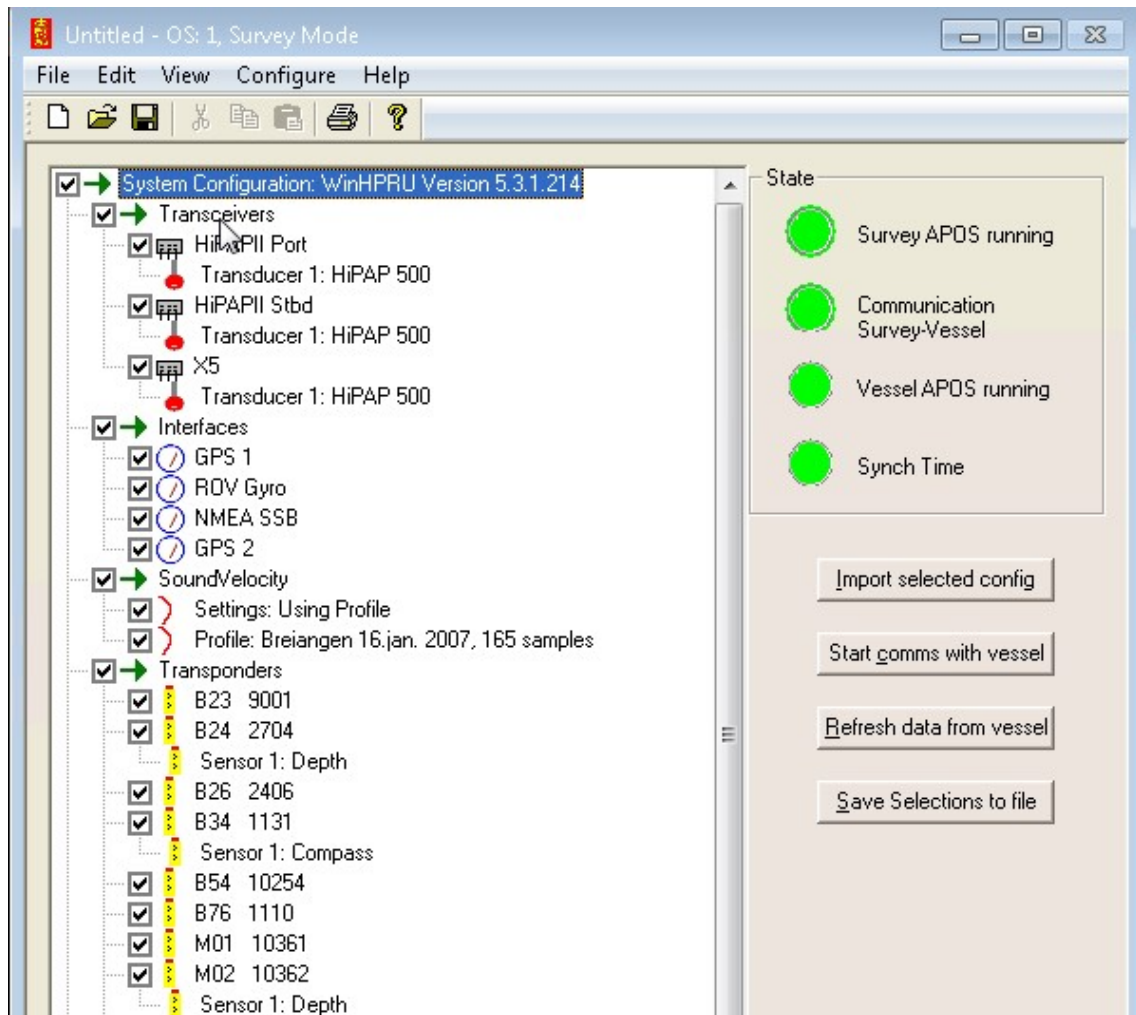 Untitled - OS: 1, Survey Mode
File Edit View Configure Help
System Configuration: WinHPRU Version 5.3.1.214
Transceivers
HiPAPII Port
Transducer 1: HiPAP 500
HiPAPII Stbd
Transducer 1: HiPAP 500
X5
Transducer 1: HiPAP 500
Interfaces
GPS 1
ROV Gyro
NMEA SSB
GPS 2
SoundVelocity
Settings: Using Profile
Profile: Breiangen 16.jan. 2007, 165 samples
Transponders
B23 9001
B24 2704
Sensor 1: Depth
B26 2406
B34 1131
Sensor 1: Compass
B54 10254
B76 1110
M01 10361
M02 10362
Sensor 1: Depth
State
Survey APOS running
Communication
Survey-Vessel
Vessel APOS running
Synch Time
Import selected config
Start comms with vessel
Refresh data from vessel
Save Selections to file